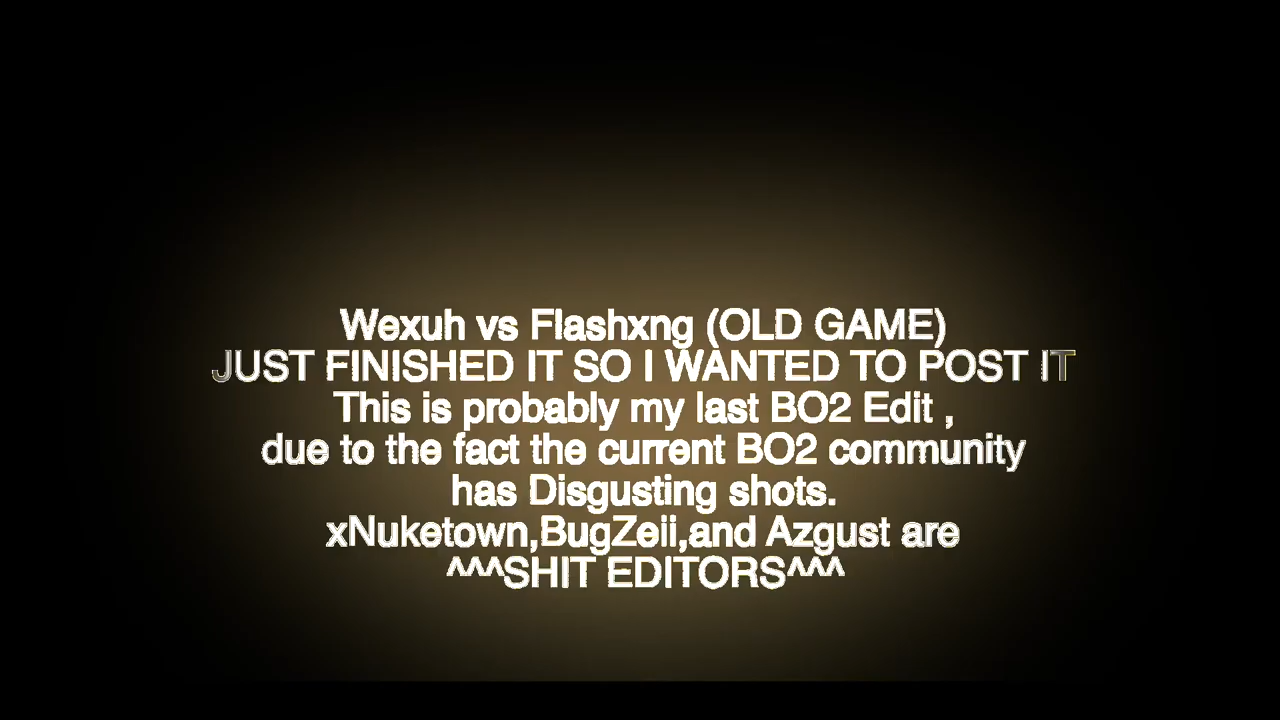 Wexuh vs Flashxng (OLD GAME)
JUST FINISHED IT SO I WANTED TO POST IT
This is probably my last BO2 Edit ,
due to the fact the current BO2 community
has Disgusting shots.
xNuketown,BugZeii,and Azgust are
^^^SHIT EDITORS^^^